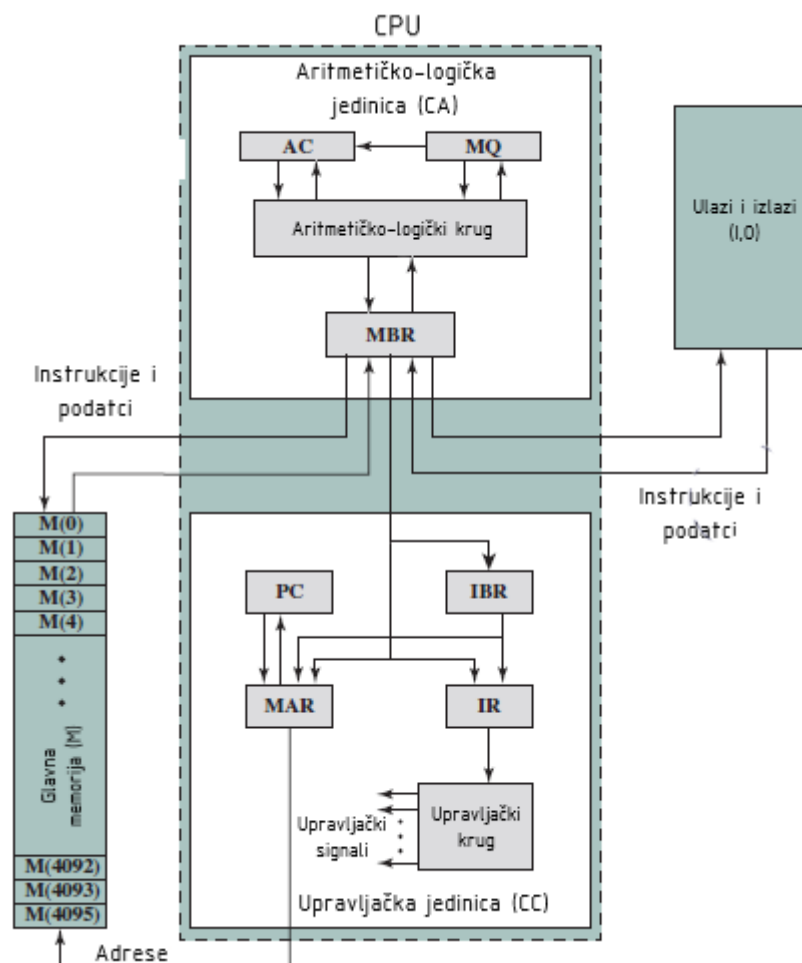 CPU
Aritmetičko-logička
jedinica (CA)
AC
MQ
Aritmetičko-logički krug
MBR
Ulazi i izlazi
(I,O)
Instrukcije i
podatci
Instrukcije i
podatci
M(0)
M(1)
M(2)
M(3)
M(4)
Glavna
memorija (M)
M(4092)
M(4093)
M(4095)
Adrese
PC
IBR
MAR
IR
Upravljački
signali
Upravljački
krug
Upravljačka jedinica (CC)